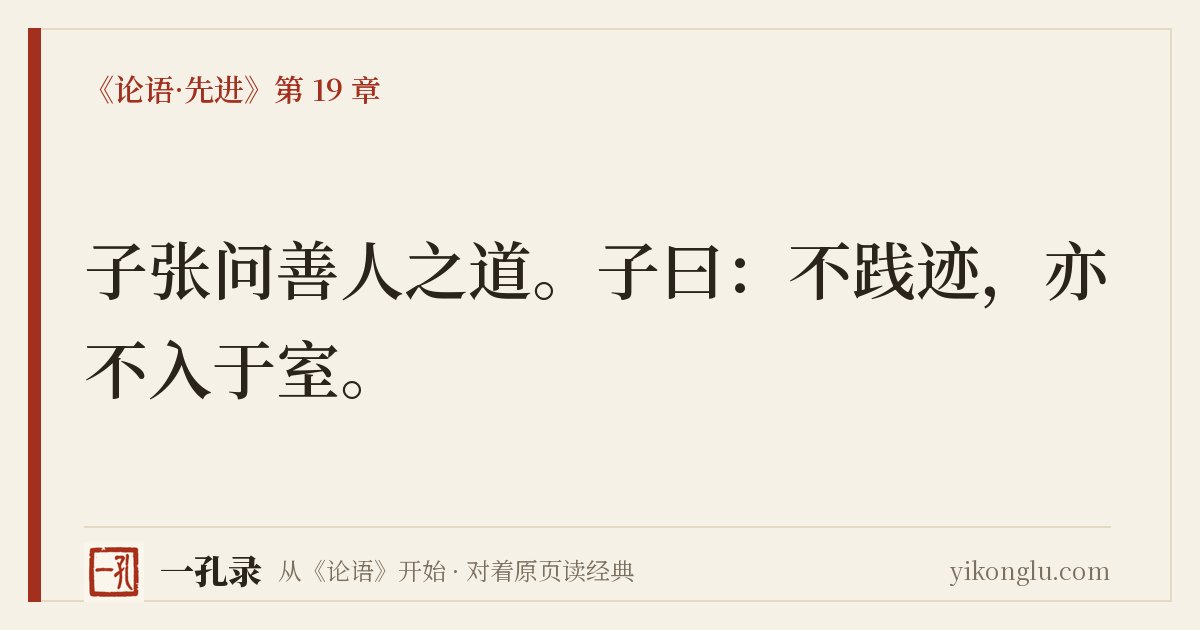 《论语·先进》第 19 章
子张问善人之道。子曰：不践迹，亦
不入于室。
一孔
一孔录 从《论语》开始 · 对着原页读经典 yikonglu.com